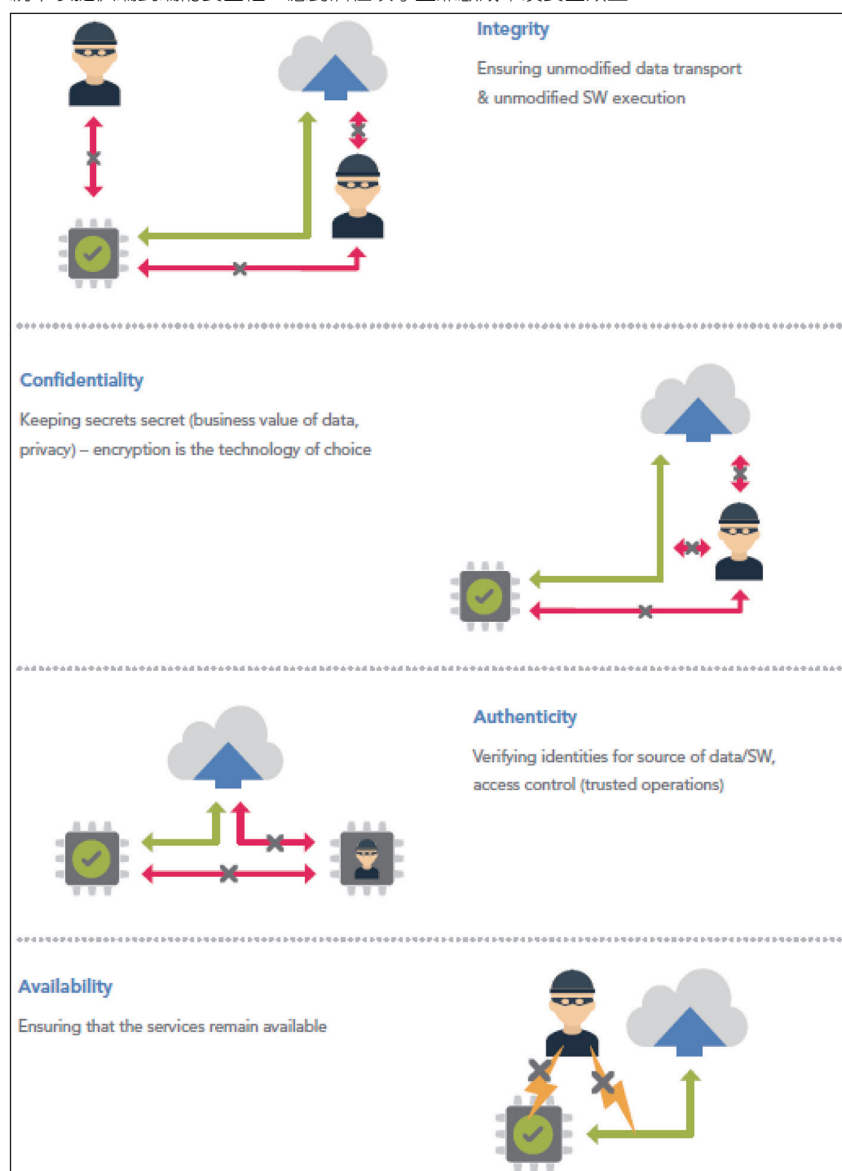 Integrity
Ensuring unmodified data transport
& unmodified SW execution
Confidentiality
Keeping secrets secret (business value of data,
privacy) – encryption is the technology of choice
Authenticity
Verifying identities for source of data/SW,
access control (trusted operations)
Availability
Ensuring that the services remain available